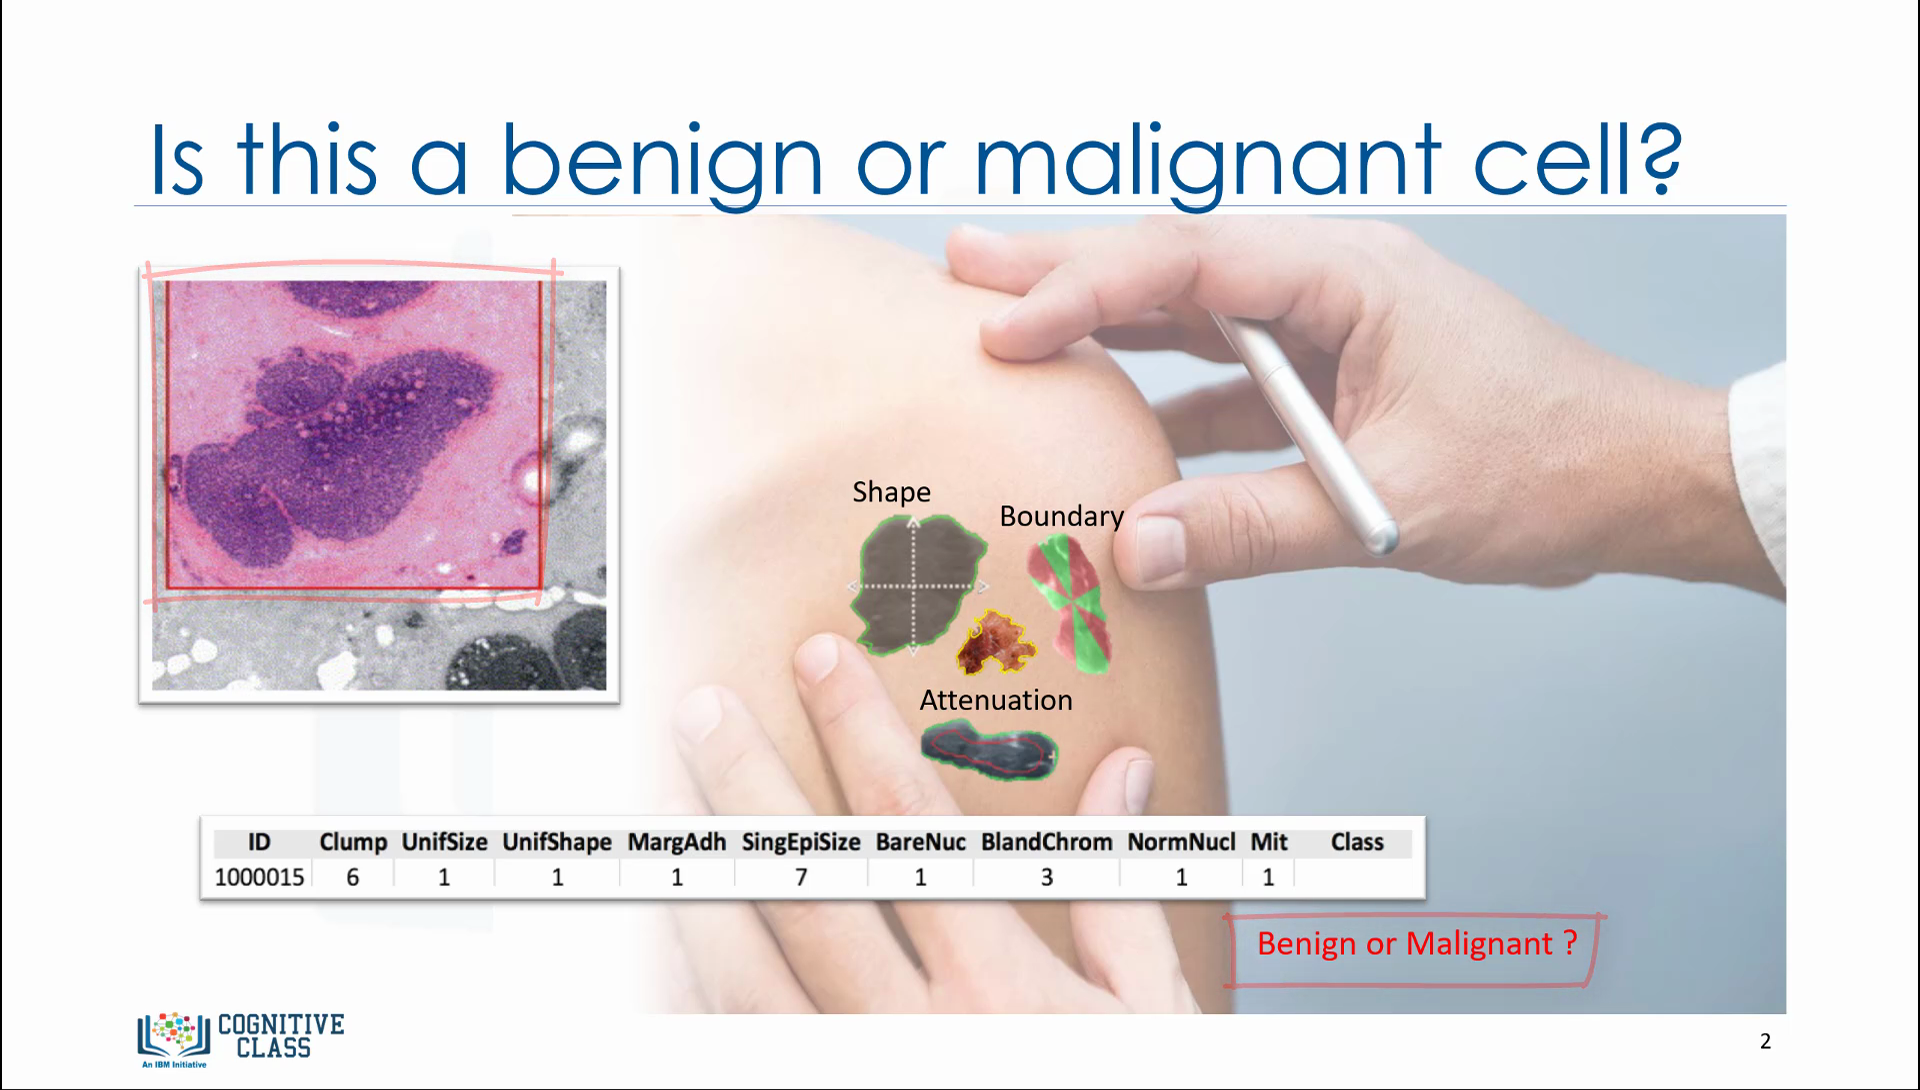 Is this a benign or malignant cell?
Shape
Boundary
Attenuation
ID Clump UnifSize UnifShape MargAdh SingEpiSize BareNuc BlandChrom NormNucl Mit Class
1000015 6 1 1 1 7 1 3 1 1
Benign or Malignant ?
COGNITIVE
CLASS
An IBM Initiative
2